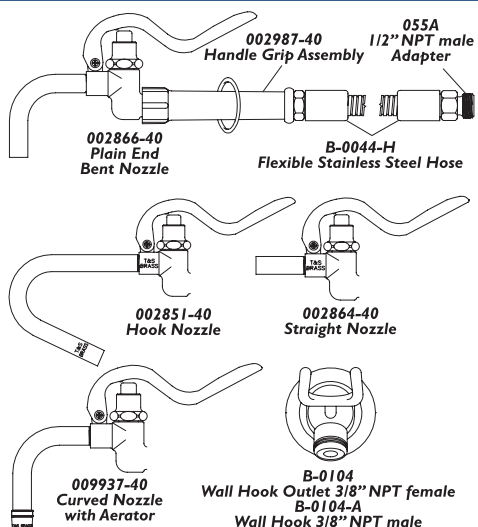 055A
1/2" NPT male
Adapter
002987-40
Handle Grip Assembly
002866-40
Plain End
Bent Nozzle
B-0044-H
Flexible Stainless Steel Hose
T&S
BRASS
T&S
BRASS
T&S
BRASS
002851-40
Hook Nozzle
002864-40
Straight Nozzle
009937-40
Curved Nozzle
with Aerator
T&S BRASS
B-0104
Wall Hook Outlet 3/8" NPT female
B-0104-A
Wall Hook 3/8" NPT male